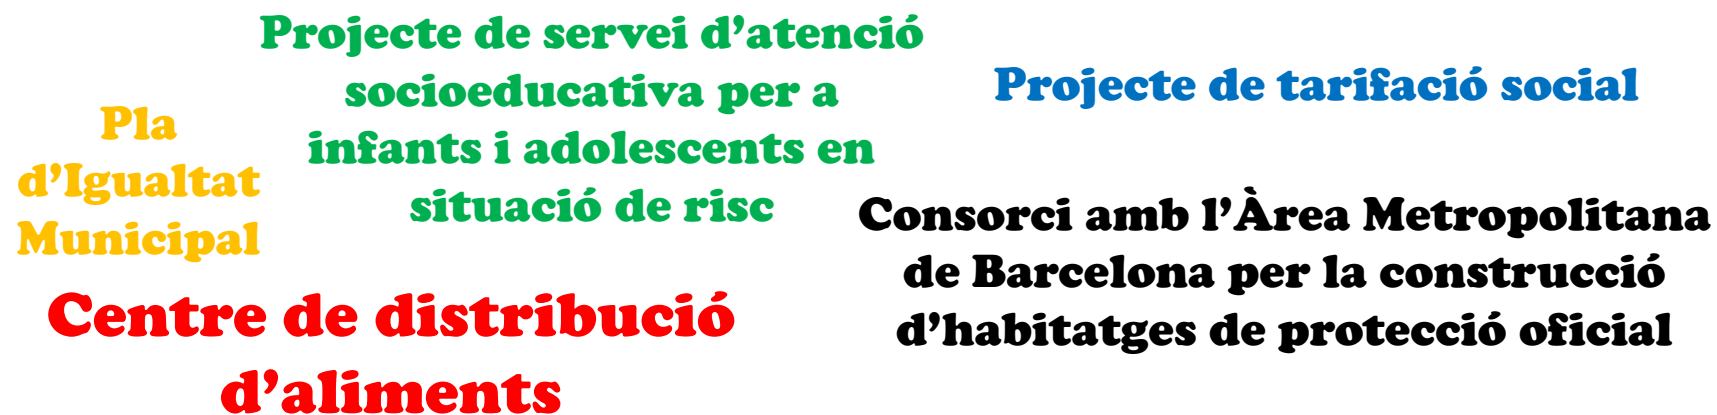 Projecte de servei d’atenció
socioeducativa per a
infants i adolescents en
situació de risc
Projecte de tarifació social
Pla
d’Igualtat
Municipal
Consorci amb l’Àrea Metropolitana
de Barcelona per la construcció
d’habitatges de protecció oficial
Centre de distribució
d’aliments